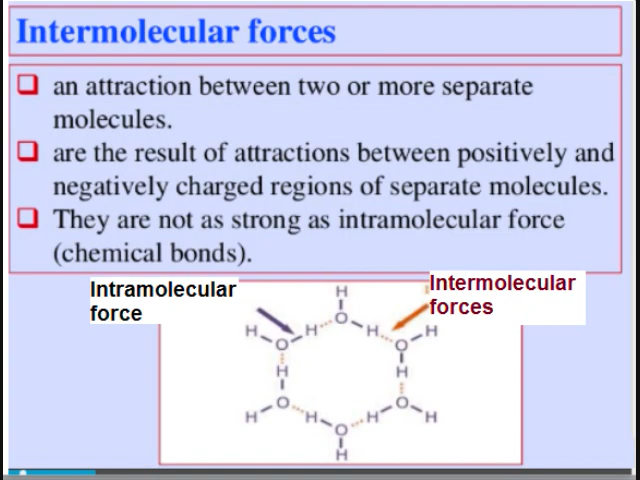 Intermolecular forces
❑ an attraction between two or more separate
molecules.
❑ are the result of attractions between positively and
negatively charged regions of separate molecules.
❑ They are not as strong as intramolecular force
(chemical bonds).
Intramolecular
force
Intermolecular
forces
H
O
H H
H O H
O O
H H
O O
H H H H
O
H